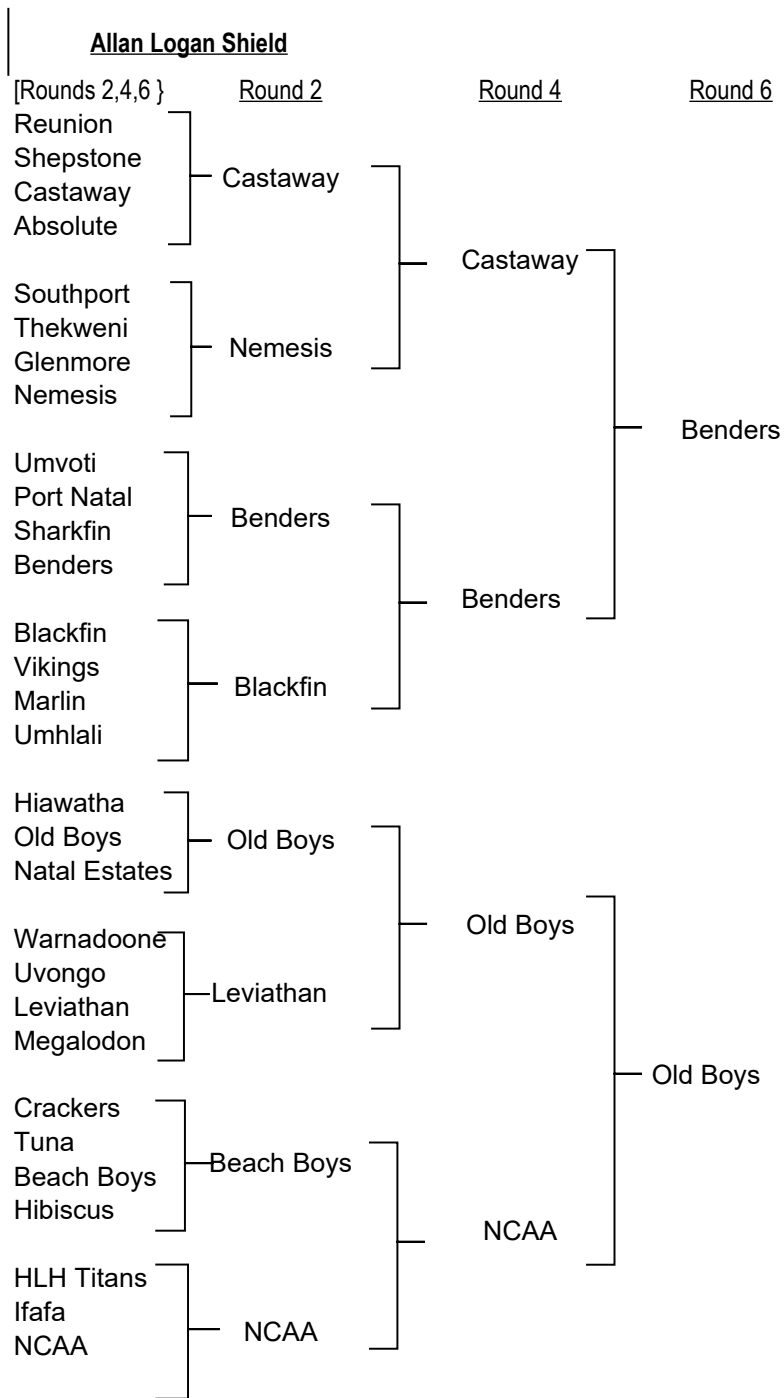 Allan Logan Shield
[Rounds 2,4,6 } Round 2 Round 4 Round 6
Reunion
Shepstone
Castaway
Absolute
Castaway
Southport
Thekweni
Glenmore
Nemesis
Nemesis
Castaway
Umvoti
Port Natal
Sharkfin
Benders
Benders
Blackfin
Vikings
Marlin
Umhlali
Blackfin
Benders
Benders
Hiawatha
Old Boys
Natal Estates
Old Boys
Warnadoone
Uvongo
Leviathan
Megalodon
Leviathan
Old Boys
Crackers
Tuna
Beach Boys
Hibiscus
Beach Boys
HLH Titans
Ifafa
NCAA
NCAA
NCAA
Old Boys